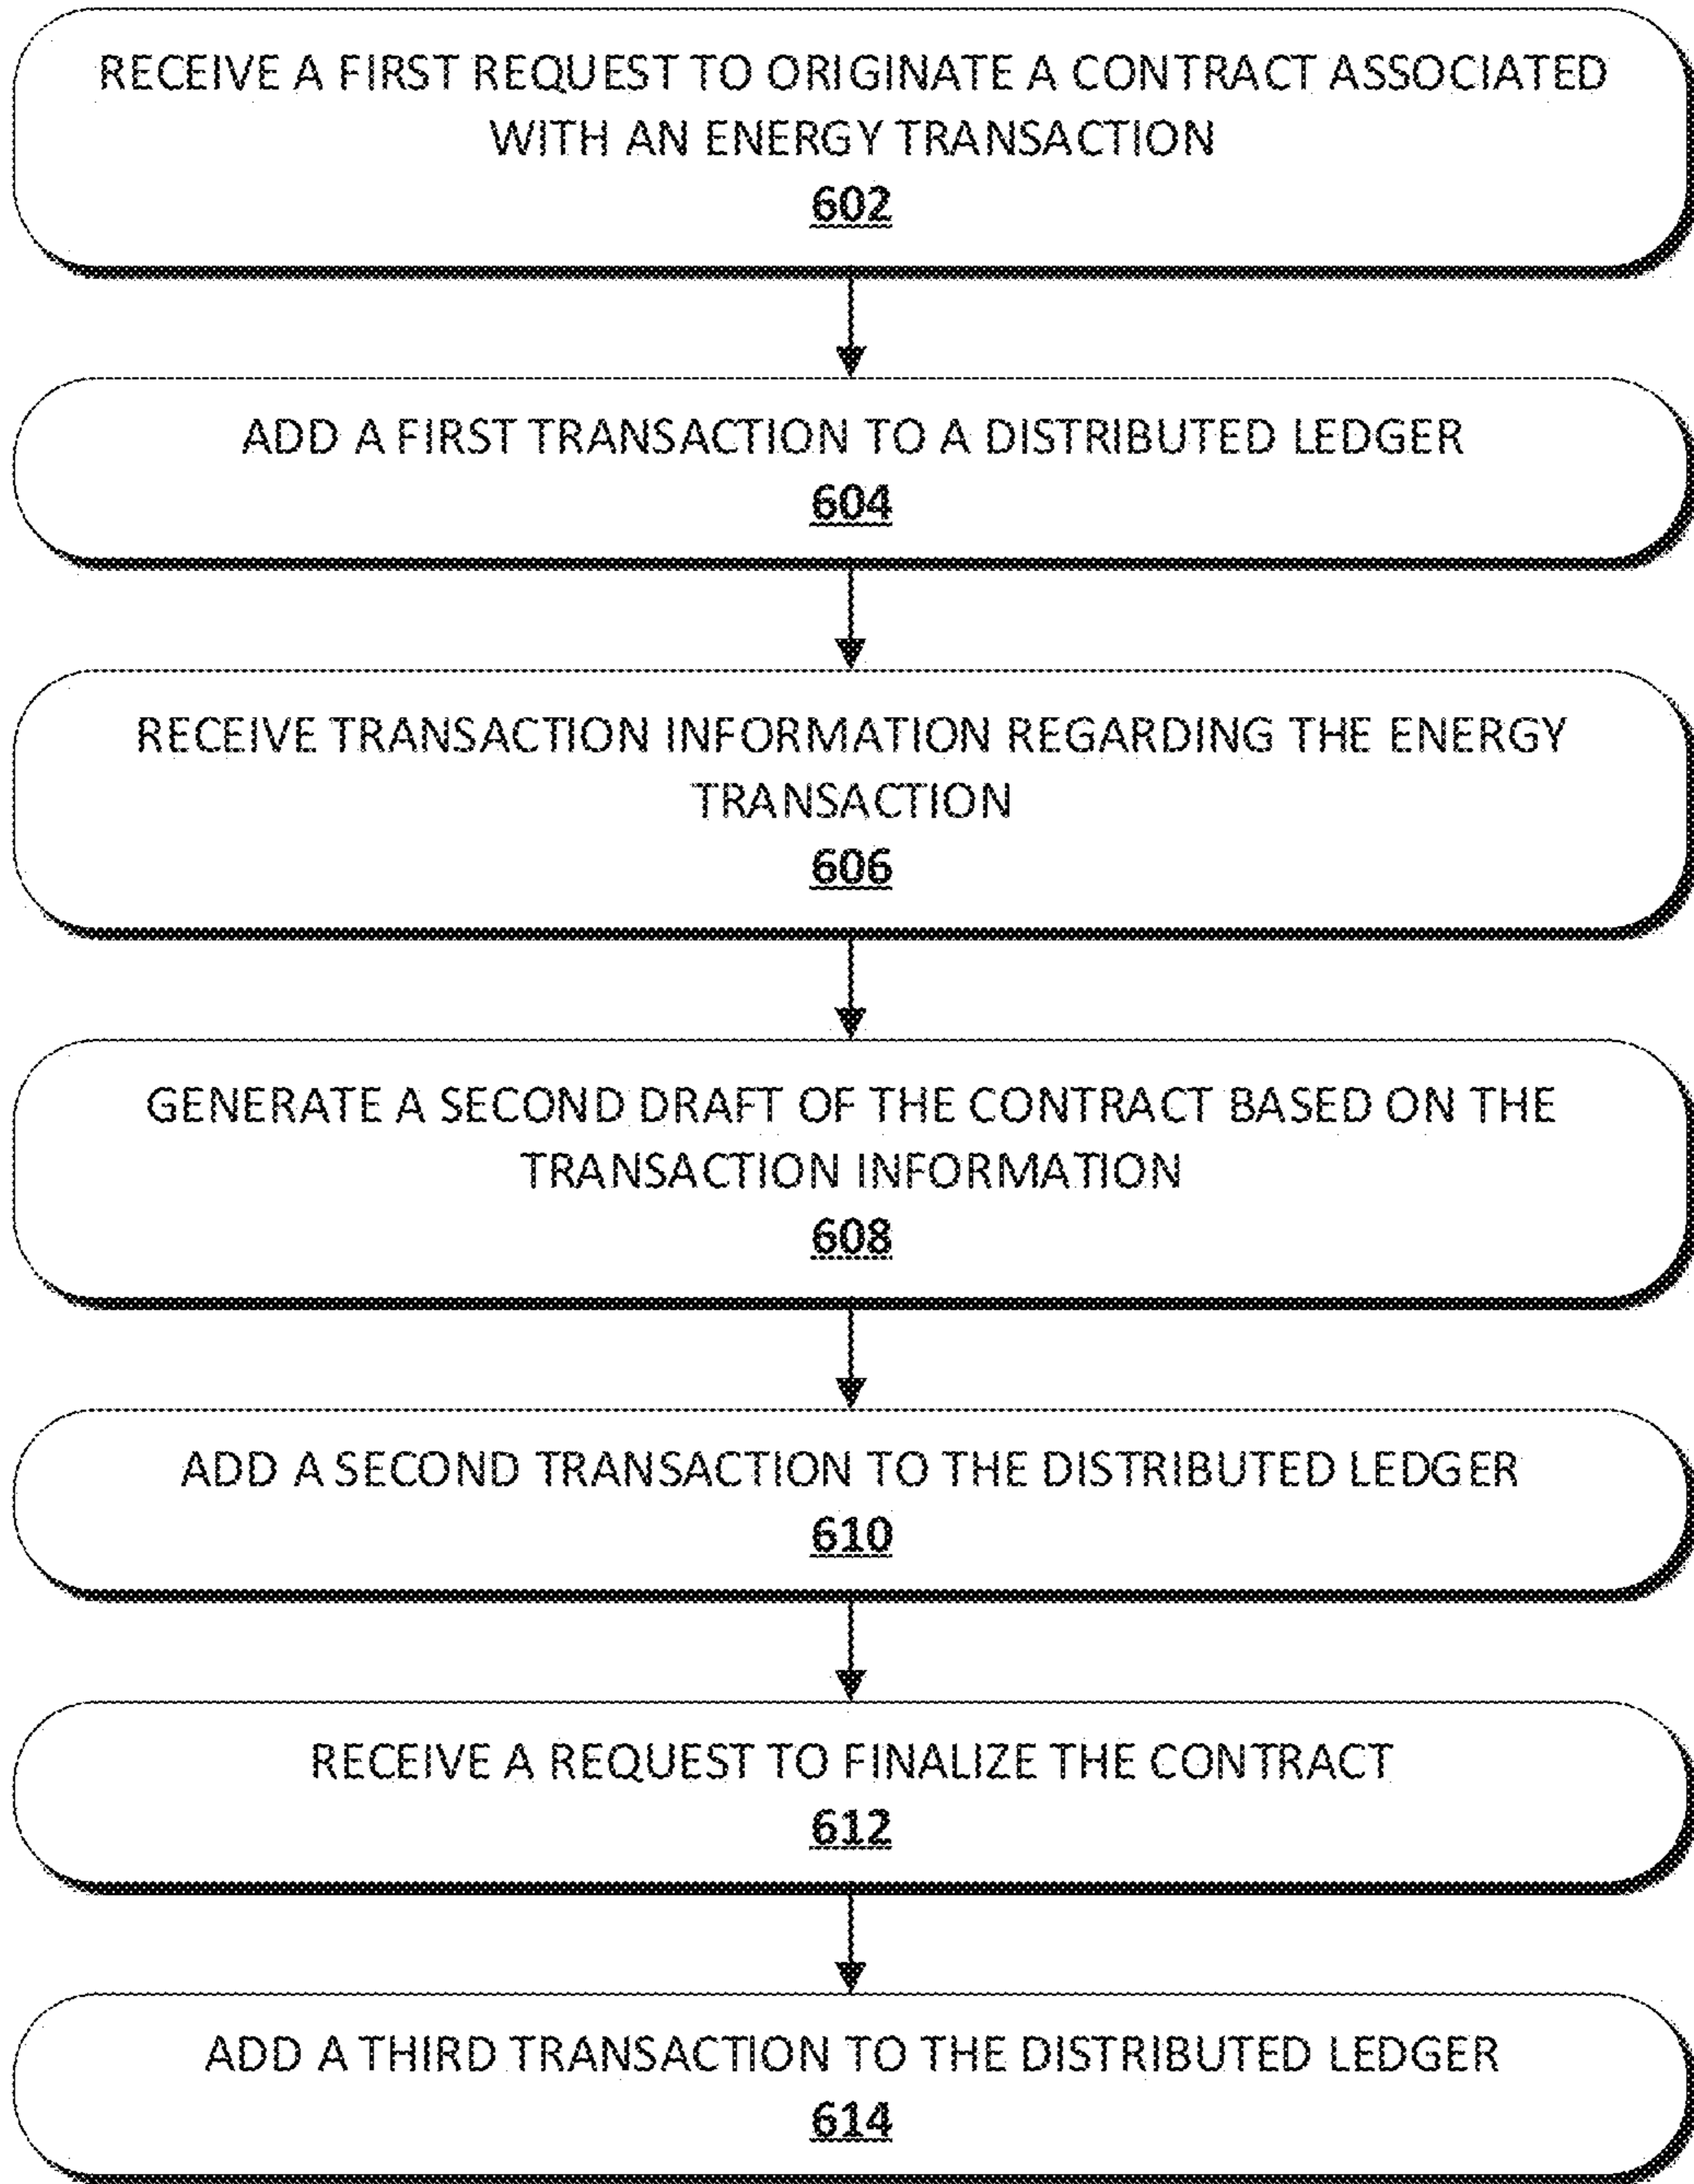 RECEIVE A FIRST REQUEST TO ORIGINATE A CONTRACT ASSOCIATED
WITH AN ENERGY TRANSACTION
602
ADD A FIRST TRANSACTION TO A DISTRIBUTED LEDGER
604
RECEIVE TRANSACTION INFORMATION REGARDING THE ENERGY
TRANSACTION
606
GENERATE A SECOND DRAFT OF THE CONTRACT BASED ON THE
TRANSACTION INFORMATION
608
ADD A SECOND TRANSACTION TO THE DISTRIBUTED LEDGER
610
RECEIVE A REQUEST TO FINALIZE THE CONTRACT
612
ADD A THIRD TRANSACTION TO THE DISTRIBUTED LEDGER
614